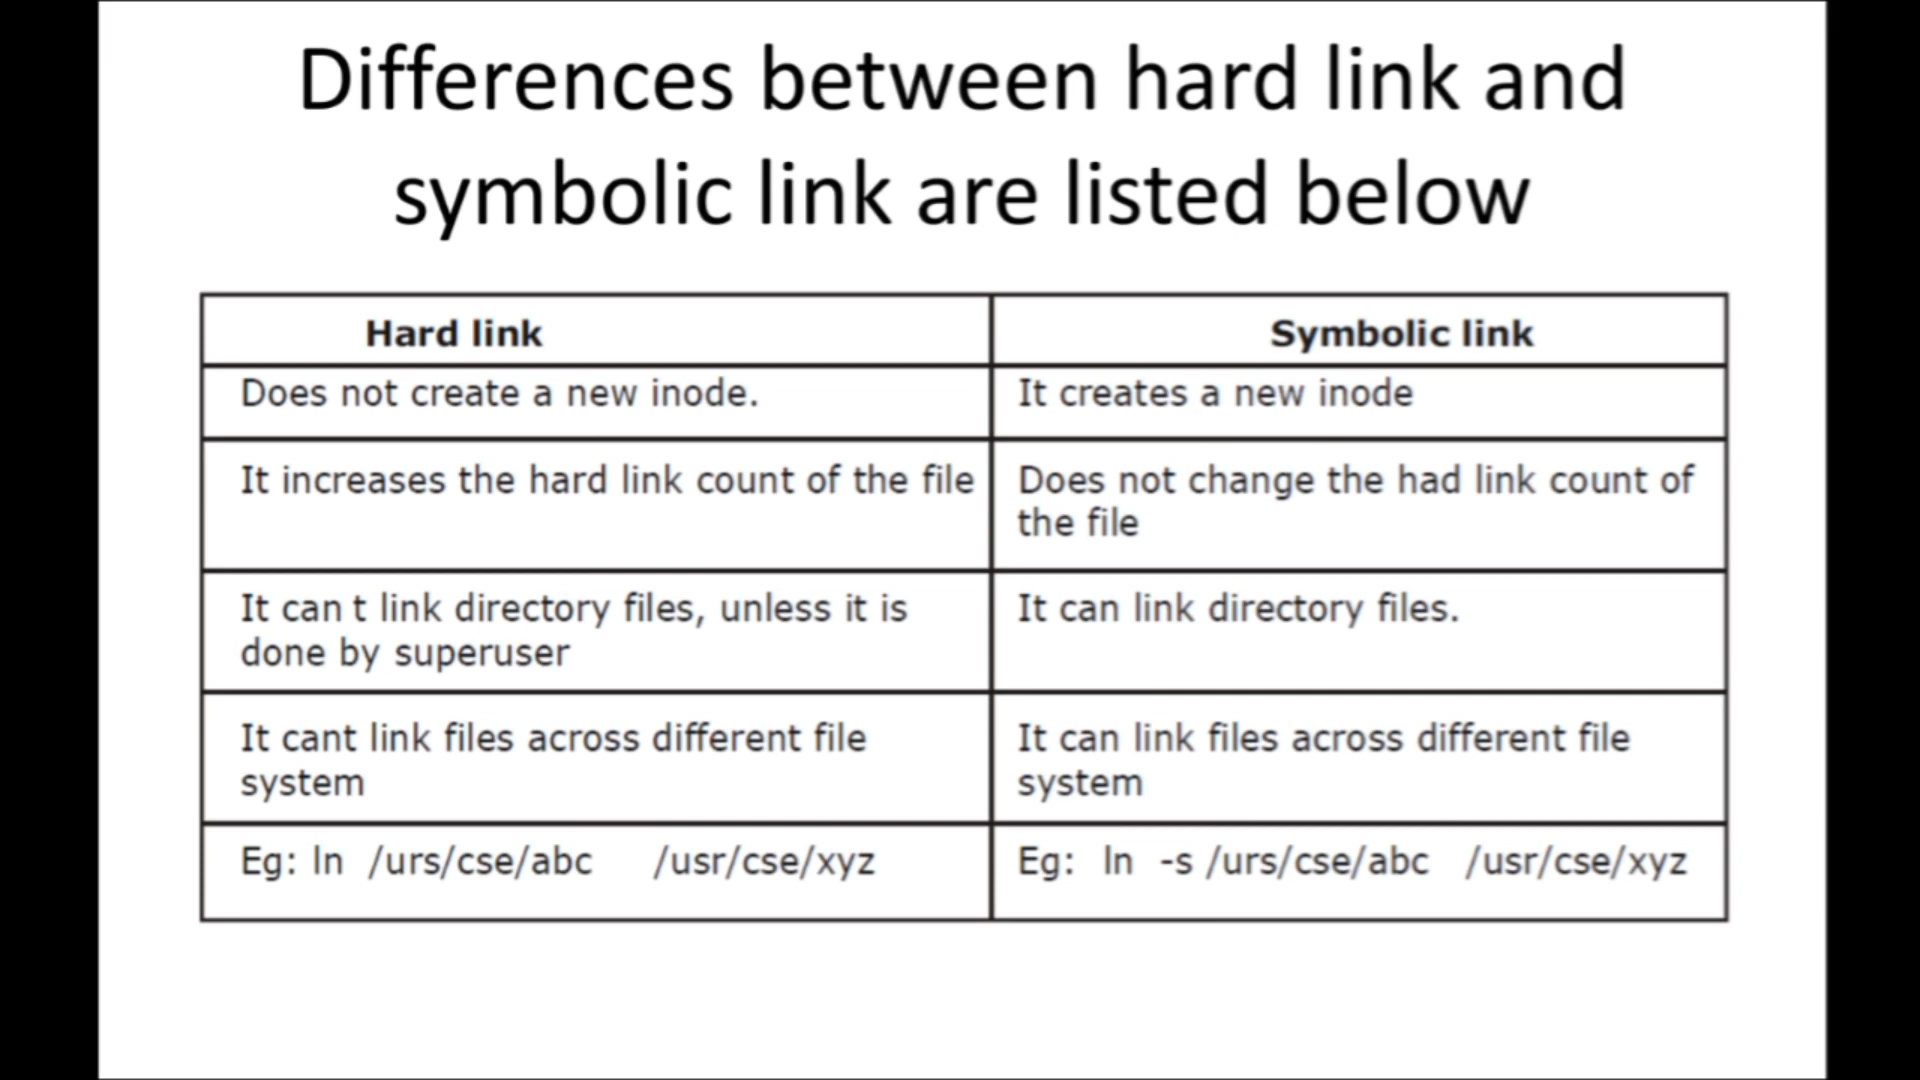 Differences between hard link and
symbolic link are listed below
Hard link
Symbolic link
Does not create a new inode.
It creates a new inode
It increases the hard link count of the file
Does not change the had link count of
the file
It can t link directory files, unless it is
done by superuser
It can link directory files.
It cant link files across different file
system
It can link files across different file
system
Eg: ln /urs/cse/abc /usr/cse/xyz
Eg: ln -s /urs/cse/abc /usr/cse/xyz